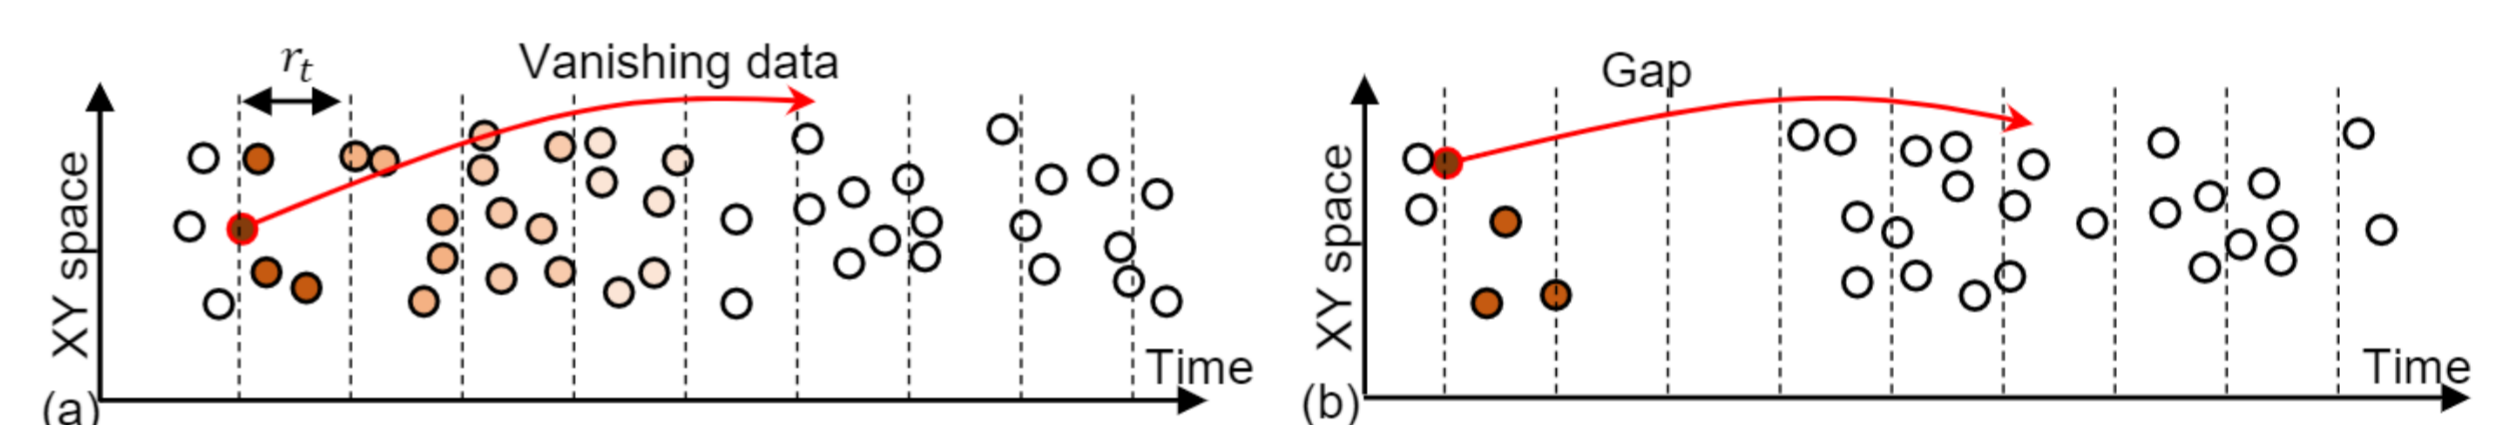 r_t
Vanishing data
XY space
Time
(a)
Gap
XY space
Time
(b)